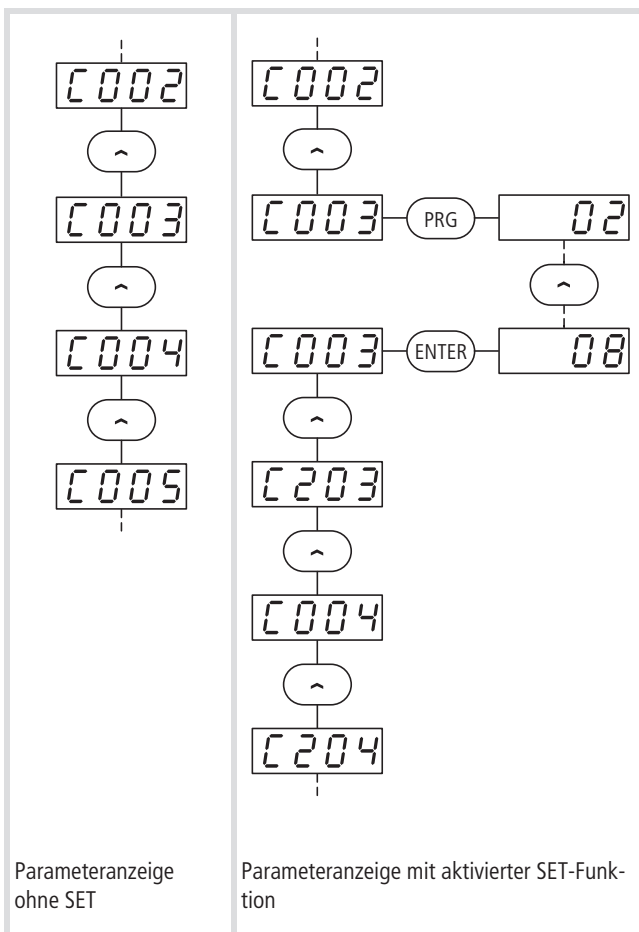 C002
C003
C004
C005
C002
C003 PRG 02
C003 ENTER 08
C203
C004
C204
Parameteranzeige
ohne SET
Parameteranzeige mit aktivierter SET-Funk-
tion